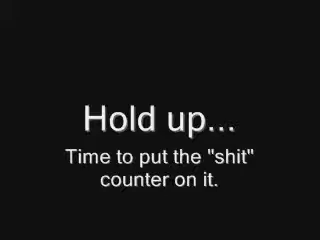 Hold up...
Time to put the "shit"
counter on it.